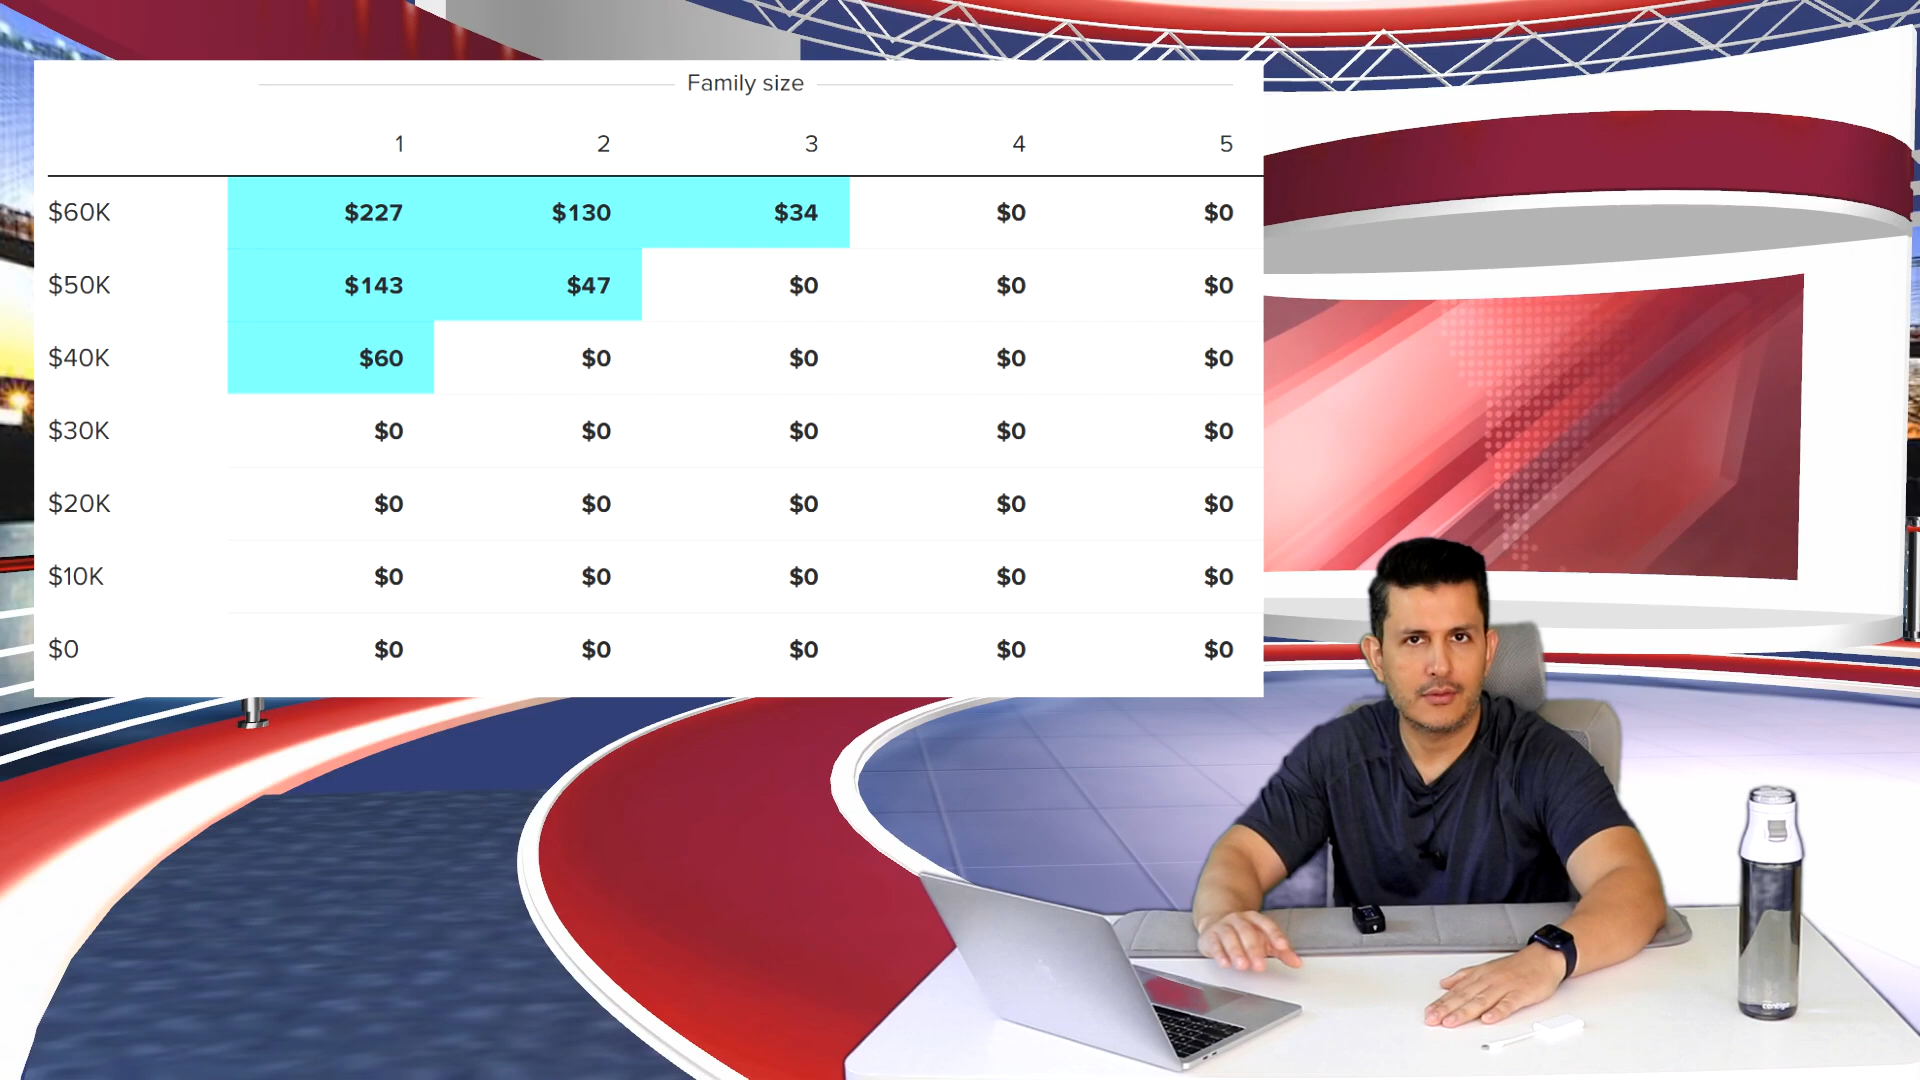 Family size
1 2 3 4 5
$60K $227 $130 $34 $0 $0
$50K $143 $47 $0 $0 $0
$40K $60 $0 $0 $0 $0
$30K $0 $0 $0 $0 $0
$20K $0 $0 $0 $0 $0
$10K $0 $0 $0 $0 $0
$0 $0 $0 $0 $0 $0
contigo